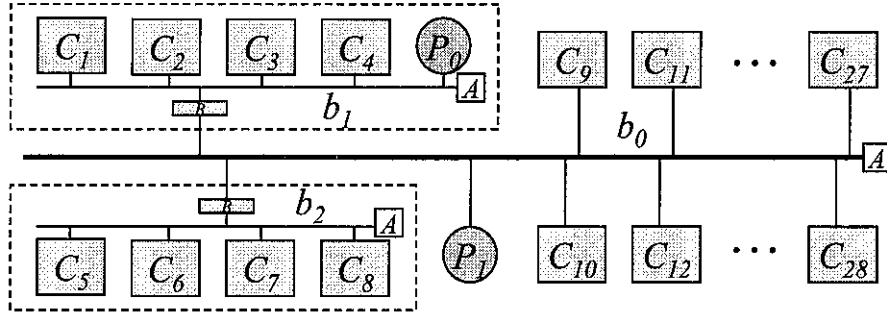 C1 C2 C3 C4 P0 C9 C11 ... C27
A
B b1 b0
A
B b2 A
C5 C6 C7 C8 P1 C10 C12 ... C28